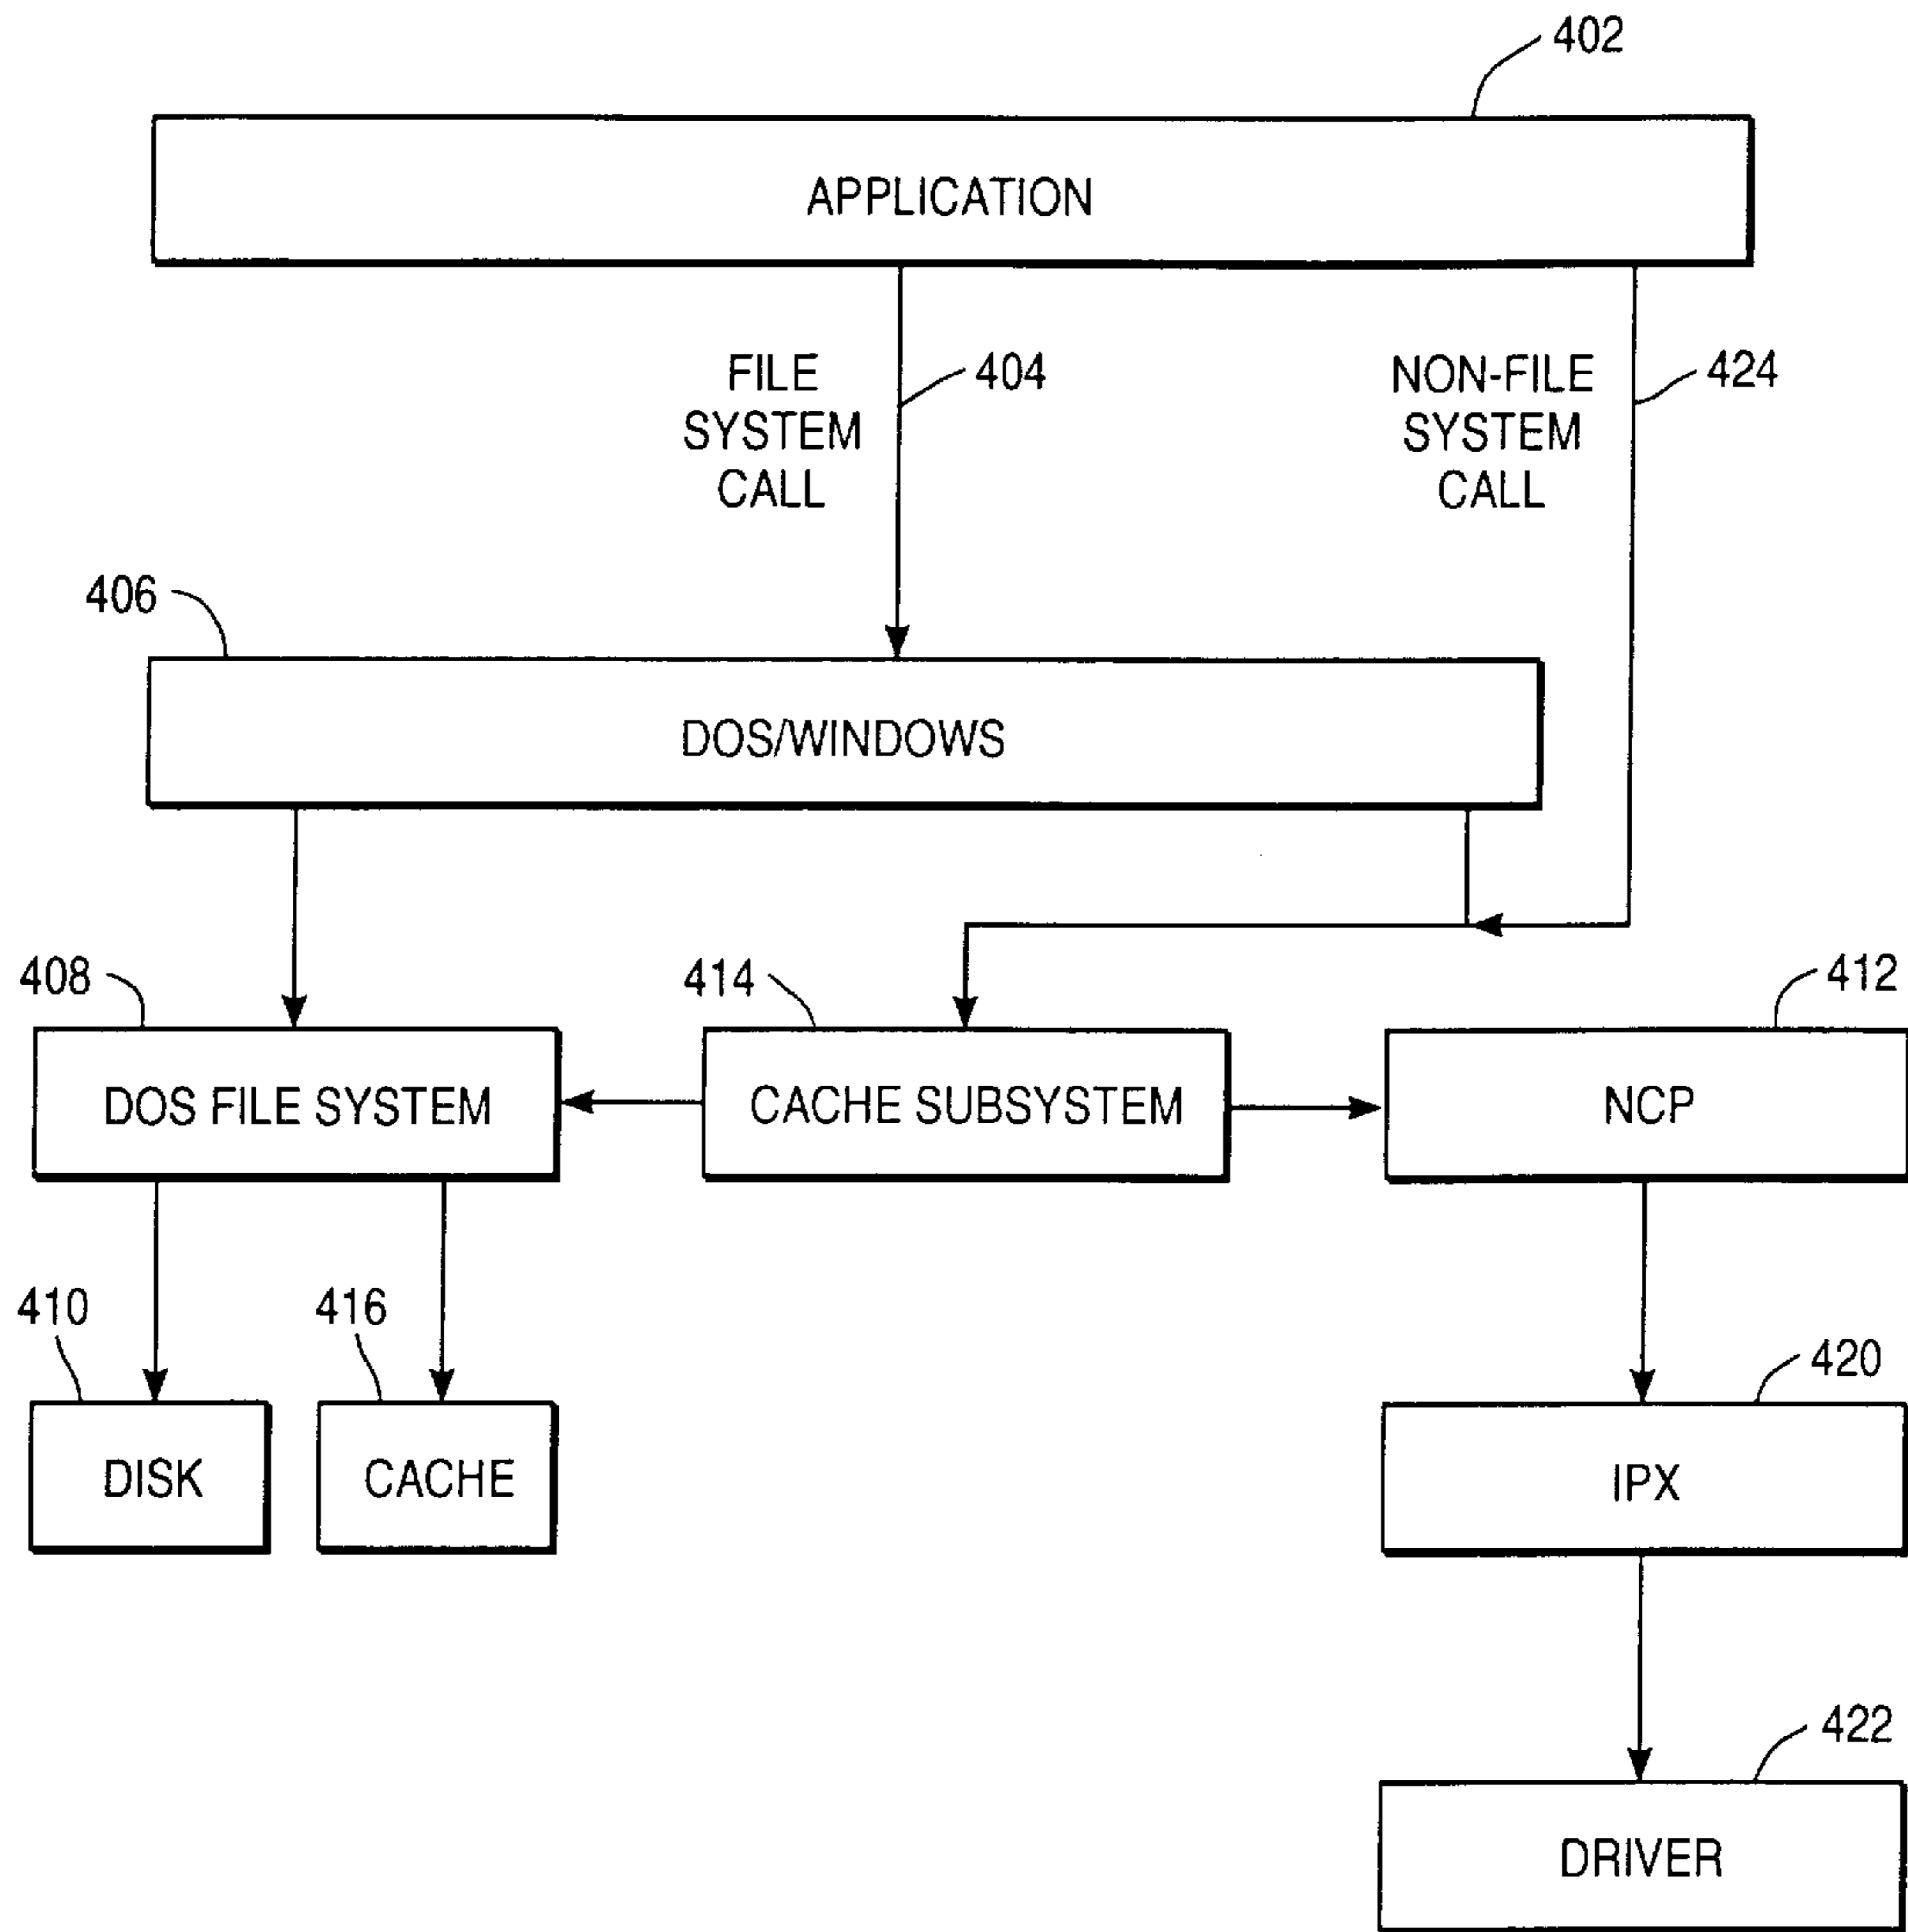 402
APPLICATION
FILE
SYSTEM
CALL
404
NON-FILE
SYSTEM
CALL
424
406
DOS/WINDOWS
408
414
412
DOS FILE SYSTEM
CACHE SUBSYSTEM
NCP
410
416
420
DISK
CACHE
IPX
422
DRIVER